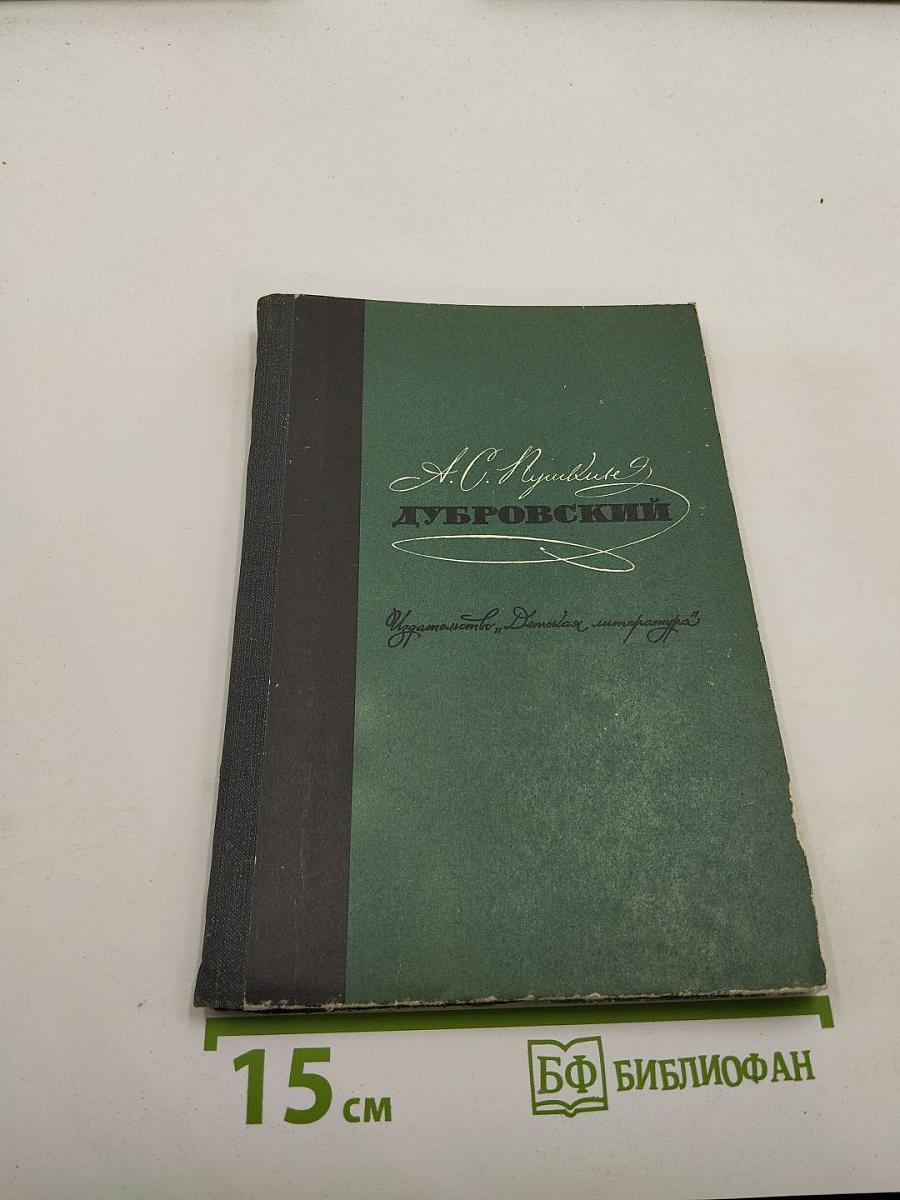 А. С. Пушкин
ДУБРОВСКИЙ
Издательство „Детская литература“
15 см
БФ БИБЛИОФАН